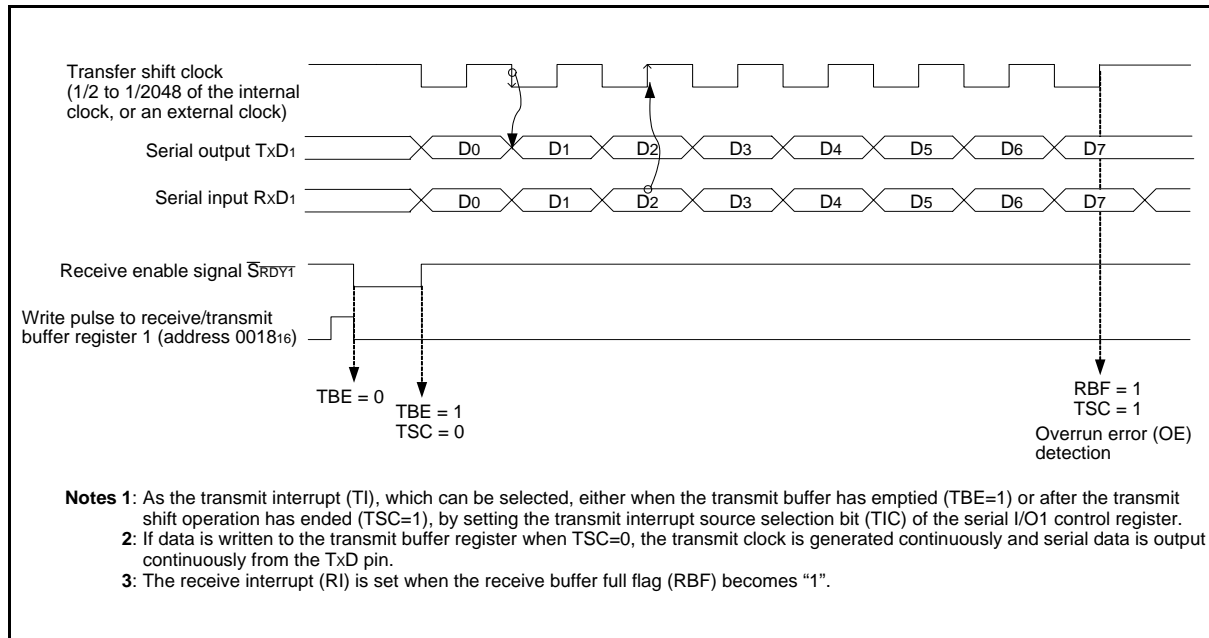 Transfer shift clock
(1/2 to 1/2048 of the internal
clock, or an external clock)
Serial output TxD1
D0 D1 D2 D3 D4 D5 D6 D7
Serial input RxD1
D0 D1 D2 D3 D4 D5 D6 D7
Receive enable signal SRDY1
Write pulse to receive/transmit
buffer register 1 (address 001816)
TBE = 0
TBE = 1
TSC = 0
RBF = 1
TSC = 1
Overrun error (OE)
detection
Notes 1: As the transmit interrupt (TI), which can be selected, either when the transmit buffer has emptied (TBE=1) or after the transmit
shift operation has ended (TSC=1), by setting the transmit interrupt source selection bit (TIC) of the serial I/O1 control register.
2: If data is written to the transmit buffer register when TSC=0, the transmit clock is generated continuously and serial data is output
continuously from the TxD pin.
3: The receive interrupt (RI) is set when the receive buffer full flag (RBF) becomes “1”.